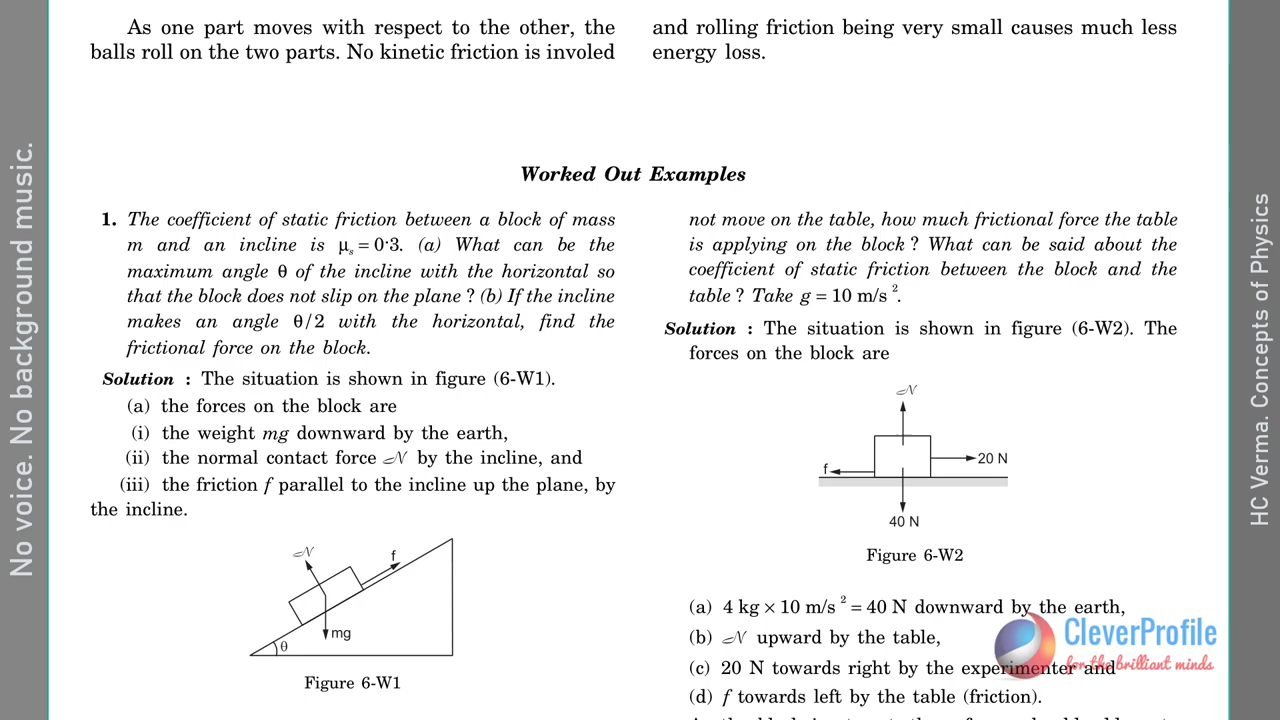 As one part moves with respect to the other, the
balls roll on the two parts. No kinetic friction is involed
and rolling friction being very small causes much less
energy loss.
Worked Out Examples
1. The coefficient of static friction between a block of mass
m and an incline is μs = 0·3. (a) What can be the
maximum angle θ of the incline with the horizontal so
that the block does not slip on the plane ? (b) If the incline
makes an angle θ/2 with the horizontal, find the
frictional force on the block.
Solution : The situation is shown in figure (6-W1).
(a) the forces on the block are
(i) the weight mg downward by the earth,
(ii) the normal contact force 𝒩 by the incline, and
(iii) the friction f parallel to the incline up the plane, by
the incline.
𝒩
f
mg
θ
Figure 6-W1
not move on the table, how much frictional force the table
is applying on the block ? What can be said about the
coefficient of static friction between the block and the
table ? Take g = 10 m/s².
Solution : The situation is shown in figure (6-W2). The
forces on the block are
𝒩
20 N
f
40 N
Figure 6-W2
(a) 4 kg × 10 m/s² = 40 N downward by the earth,
(b) 𝒩 upward by the table,
(c) 20 N towards right by the experimenter and
(d) f towards left by the table (friction).
No voice. No background music.
HC Verma. Concepts of Physics
CleverProfile
for the brilliant minds